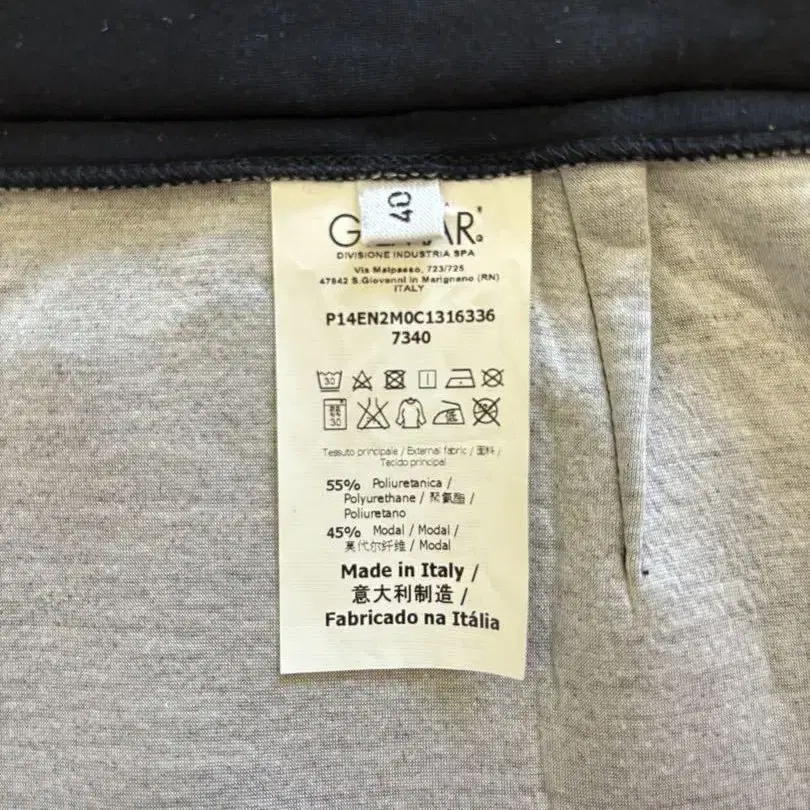 40
DIVISIONE INDUSTRIA SPA
Via Malpasso, 723/725
47842 S.Giovanni in Marignano (RN)
ITALY
P14EN2M0C1316336
7340
30
30
低
Tessuto principale / External fabric / 面料 /
Tecido principal
55% Poliuretanica /
Polyurethane / 聚氨酯 /
Poliuretano
45% Modal / Modal /
莫代尔纤维 / Modal
Made in Italy /
意大利制造 /
Fabricado na Itália